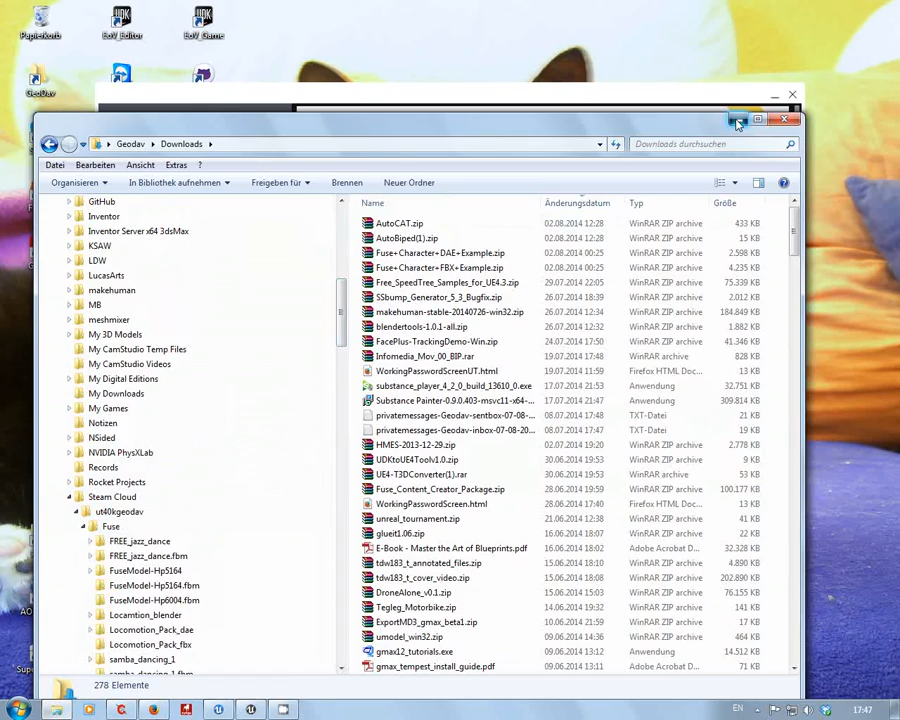 Papierkorb EoV_Editor EoV_Game
GeoDav
Geodav Downloads Downloads durchsuchen
Datei Bearbeiten Ansicht Extras ?
Organisieren In Bibliothek aufnehmen Freigeben für Brennen Neuer Ordner
GitHub
Inventor
Inventor Server x64 3dsMax
KSAW
LDW
LucasArts
makehuman
MB
meshmixer
My 3D Models
My CamStudio Temp Files
My CamStudio Videos
My Digital Editions
My Downloads
My Games
Notizen
NSided
NVIDIA PhysXLab
Records
Rocket Projects
Steam Cloud
ut40kgeodav
Fuse
FREE_jazz_dance
FREE_jazz_dance.fbm
FuseModel-Hp5164
FuseModel-Hp5164.fbm
FuseModel-Hp6004.fbm
Locamtion_blender
Locomotion_Pack_dae
Locomotion_Pack_fbx
samba_dancing_1
samba_dancing_1.fbm
Name Änderungsdatum Typ Größe
AutoCAT.zip 02.08.2014 12:28 WinRAR ZIP archive 433 KB
AutoBiped(1).zip 02.08.2014 12:28 WinRAR ZIP archive 15 KB
Fuse+Character+DAE+Example.zip 02.08.2014 00:25 WinRAR ZIP archive 2.598 KB
Fuse+Character+FBX+Example.zip 02.08.2014 00:25 WinRAR ZIP archive 4.235 KB
Free_SpeedTree_Samples_for_UE4.3.zip 29.07.2014 22:05 WinRAR ZIP archive 75.339 KB
SSbump_Generator_5_3_Bugfix.zip 26.07.2014 18:39 WinRAR ZIP archive 2.012 KB
makehuman-stable-20140726-win32.zip 26.07.2014 12:34 WinRAR ZIP archive 184.849 KB
blendertools-1.0.1-all.zip 26.07.2014 12:33 WinRAR ZIP archive 1.882 KB
FacePlus-TrackingDemo-Win.zip 24.07.2014 17:50 WinRAR ZIP archive 41.346 KB
Infomedia_Mov_00_BIP.rar 19.07.2014 17:48 WinRAR archive 828 KB
WorkingPasswordScreenUT.html 19.07.2014 11:38 Firefox HTML Doc... 13 KB
substance_player_4_2_0_build_13610_0.exe 17.07.2014 21:53 Anwendung 32.751 KB
Substance Painter-0.9.0.403-msvc11-x64-... 17.07.2014 21:47 Anwendung 309.814 KB
privatemessages-Geodav-sentbox-07-08-... 08.07.2014 17:48 TXT-Datei 21 KB
privatemessages-Geodav-inbox-07-08-20... 08.07.2014 17:48 TXT-Datei 19 KB
HMES-2013-12-29.zip 02.07.2014 19:20 WinRAR ZIP archive 2.778 KB
UDKtoUE4Toolv1.0.zip 30.06.2014 19:53 WinRAR ZIP archive 9 KB
UE4-T3DConverter(1).rar 30.06.2014 19:53 WinRAR archive 53 KB
Fuse_Content_Creator_Package.zip 28.06.2014 19:59 WinRAR ZIP archive 100.177 KB
WorkingPasswordScreen.html 28.06.2014 17:40 Firefox HTML Doc... 13 KB
unreal_tournament.zip 21.06.2014 12:38 WinRAR ZIP archive 41 KB
glueit1.06.zip 16.06.2014 18:03 WinRAR ZIP archive 22 KB
E-Book - Master the Art of Blueprints.pdf 16.06.2014 18:02 Adobe Acrobat D... 32.328 KB
tdw183_t_annotated_files.zip 15.06.2014 18:10 WinRAR ZIP archive 4.890 KB
tdw183_t_cover_video.zip 15.06.2014 18:08 WinRAR ZIP archive 202.890 KB
DroneAlone_v0.1.zip 15.06.2014 15:03 WinRAR ZIP archive 76.155 KB
Tegleg_Motorbike.zip 14.06.2014 19:32 WinRAR ZIP archive 141 KB
ExportMD3_gmax_beta1.zip 10.06.2014 21:59 WinRAR ZIP archive 17 KB
umodel_win32.zip 09.06.2014 14:36 WinRAR ZIP archive 464 KB
gmax12_tutorials.exe 09.06.2014 13:12 Anwendung
gmax_tempest_install_guide.pdf 09.06.2014 13:11 Adobe Acrobat D... 71 KB
278 Elemente
EN 17:47